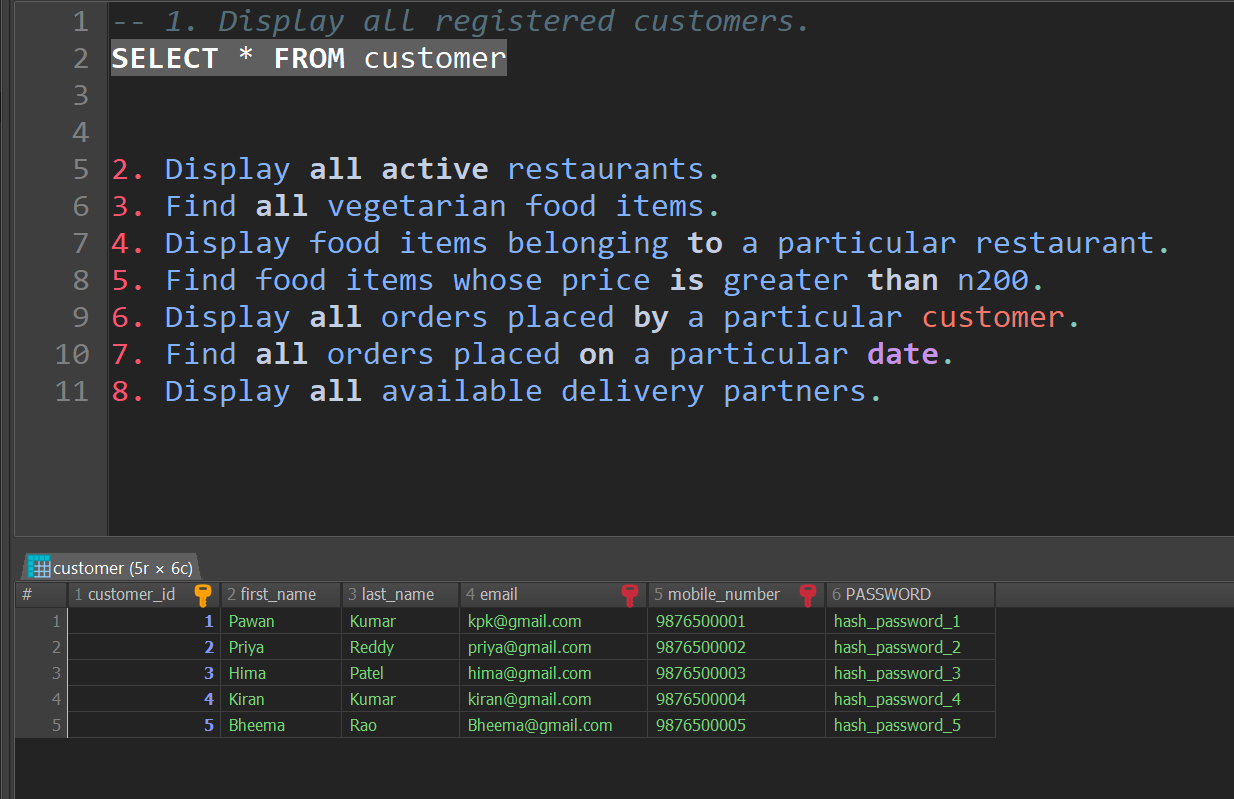 1 -- 1. Display all registered customers.
2 SELECT * FROM customer
3
4
5 2. Display all active restaurants.
6 3. Find all vegetarian food items.
7 4. Display food items belonging to a particular restaurant.
8 5. Find food items whose price is greater than n200.
9 6. Display all orders placed by a particular customer.
10 7. Find all orders placed on a particular date.
11 8. Display all available delivery partners.
customer (5r × 6c)
# 1 customer_id 2 first_name 3 last_name 4 email 5 mobile_number 6 PASSWORD
1 1 Pawan Kumar kpk@gmail.com 9876500001 hash_password_1
2 2 Priya Reddy priya@gmail.com 9876500002 hash_password_2
3 3 Hima Patel hima@gmail.com 9876500003 hash_password_3
4 4 Kiran Kumar kiran@gmail.com 9876500004 hash_password_4
5 5 Bheema Rao Bheema@gmail.com 9876500005 hash_password_5